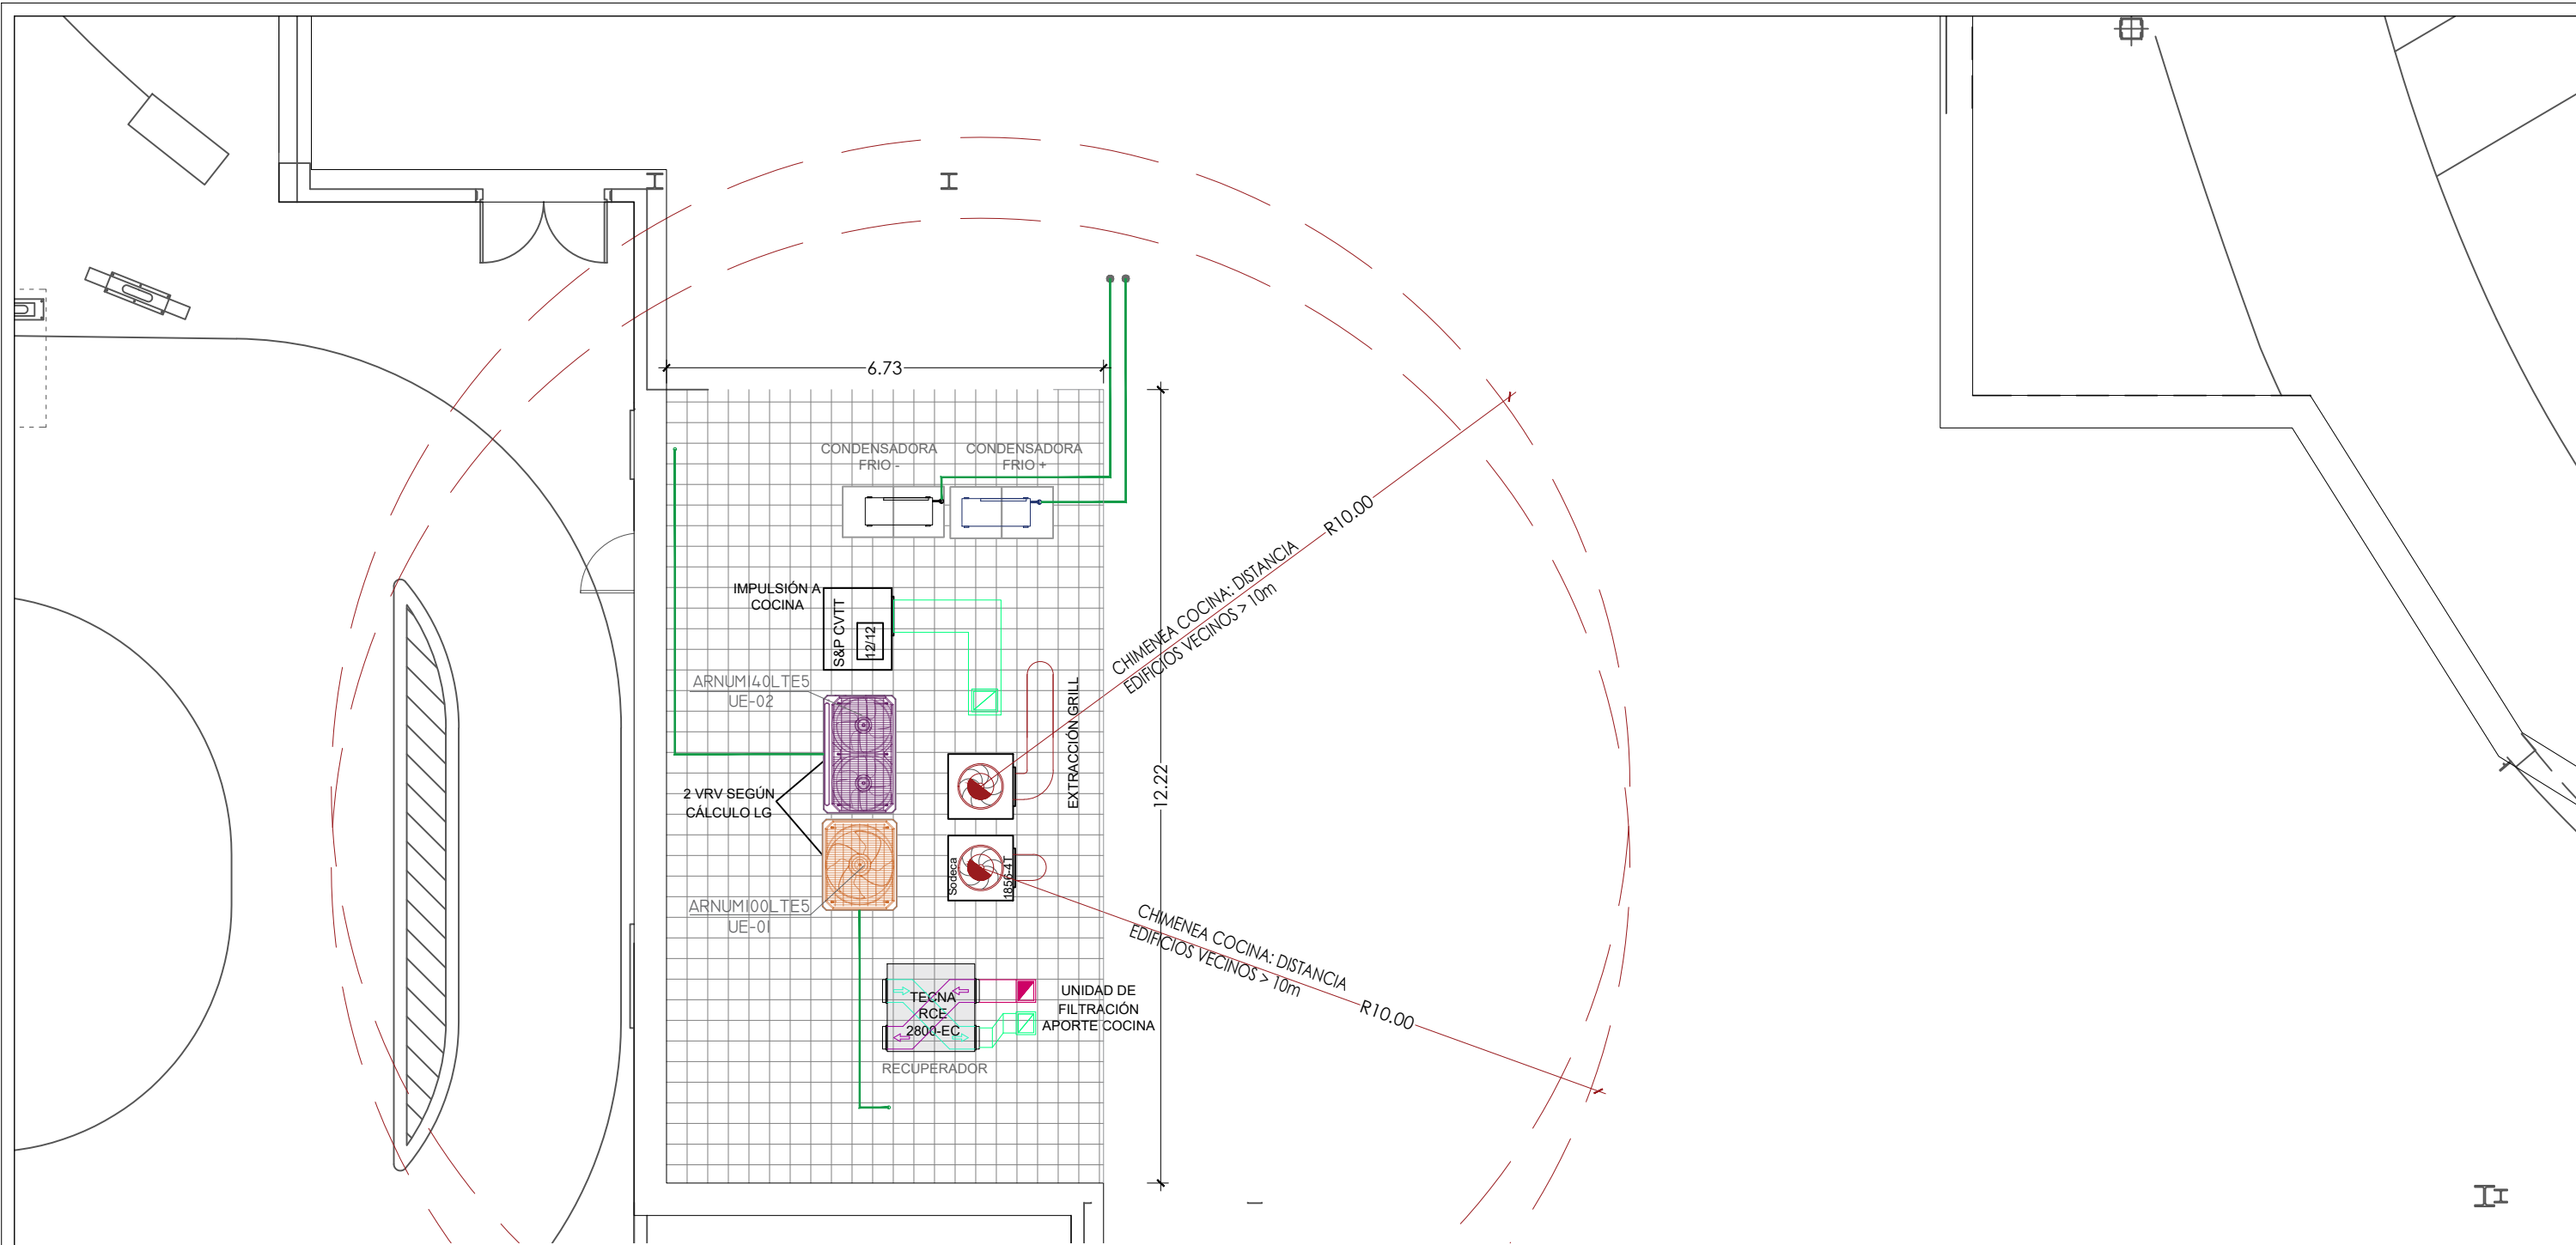 6.73
CONDENSADORA
FRIO -
CONDENSADORA
FRIO +
R10.00
CHIMENEA COCINA: DISTANCIA
EDIFICIOS VECINOS > 10m
IMPULSIÓN A
COCINA
S&P CVTT
12/12
ARNUM140LTE5
UE-02
EXTRACCIÓN GRILL
12.22
2 VRV SEGÚN
CÁLCULO LG
Sodeca
1856-4T
ARNUM100LTE5
UE-01
CHIMENEA COCINA: DISTANCIA
EDIFICIOS VECINOS > 10m
R10.00
TECNA
RCE
2800-EC
UNIDAD DE
FILTRACIÓN
APORTE COCINA
RECUPERADOR